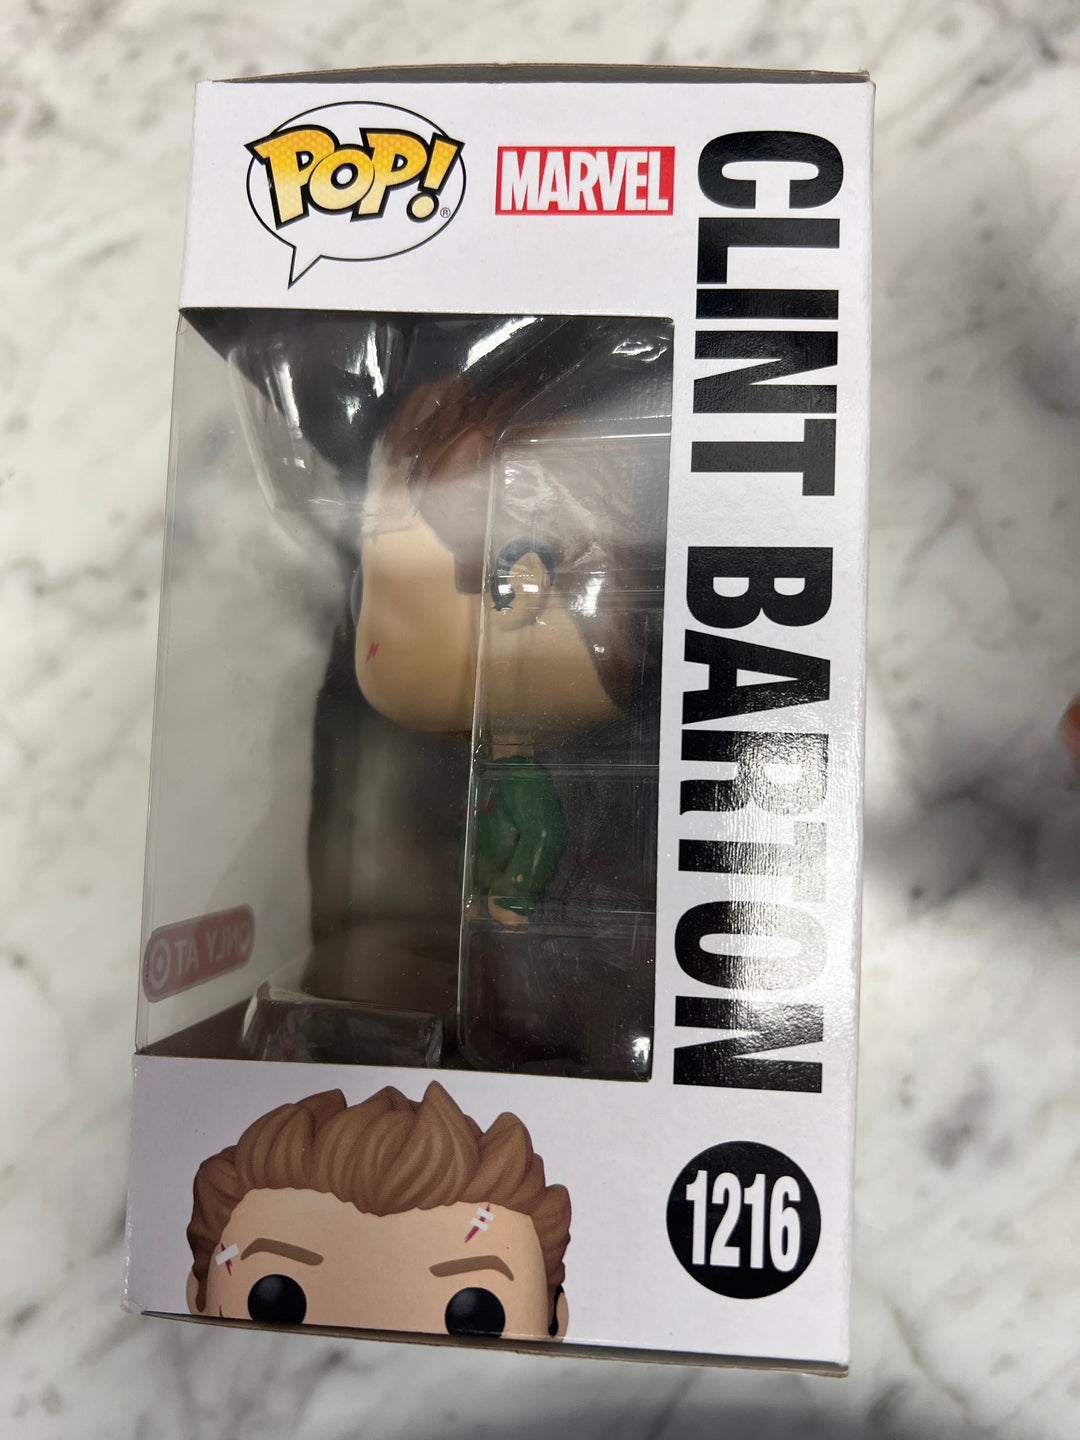 POP!
®
MARVEL
CLINT BARTON
ONLY AT
1216